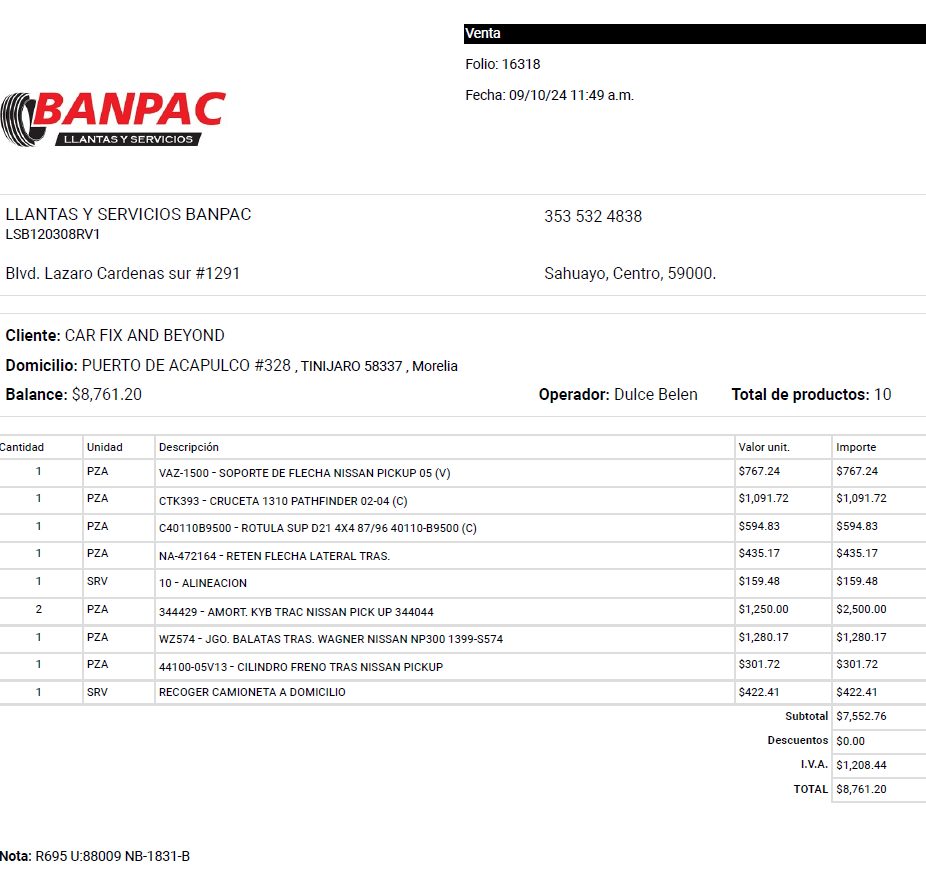 Venta
Folio: 16318
Fecha: 09/10/24 11:49 a.m.
BANPAC
LLANTAS Y SERVICIOS
LLANTAS Y SERVICIOS BANPAC 353 532 4838
LSB120308RV1
Blvd. Lazaro Cardenas sur #1291 Sahuayo, Centro, 59000.
Cliente: CAR FIX AND BEYOND
Domicilio: PUERTO DE ACAPULCO #328 , TINIJARO 58337 , Morelia
Balance: $8,761.20 Operador: Dulce Belen Total de productos: 10
Cantidad Unidad Descripción Valor unit. Importe
1 PZA VAZ-1500 - SOPORTE DE FLECHA NISSAN PICKUP 05 (V) $767.24 $767.24
1 PZA CTK393 - CRUCETA 1310 PATHFINDER 02-04 (C) $1,091.72 $1,091.72
1 PZA C40110B9500 - ROTULA SUP D21 4X4 87/96 40110-B9500 (C) $594.83 $594.83
1 PZA NA-472164 - RETEN FLECHA LATERAL TRAS. $435.17 $435.17
1 SRV 10 - ALINEACION $159.48 $159.48
2 PZA 344429 - AMORT. KYB TRAC NISSAN PICK UP 344044 $1,250.00 $2,500.00
1 PZA WZ574 - JGO. BALATAS TRAS. WAGNER NISSAN NP300 1399-S574 $1,280.17 $1,280.17
1 PZA 44100-05V13 - CILINDRO FRENO TRAS NISSAN PICKUP $301.72 $301.72
1 SRV RECOGER CAMIONETA A DOMICILIO $422.41 $422.41
Subtotal $7,552.76
Descuentos $0.00
I.V.A. $1,208.44
TOTAL $8,761.20
Nota: R695 U:88009 NB-1831-B